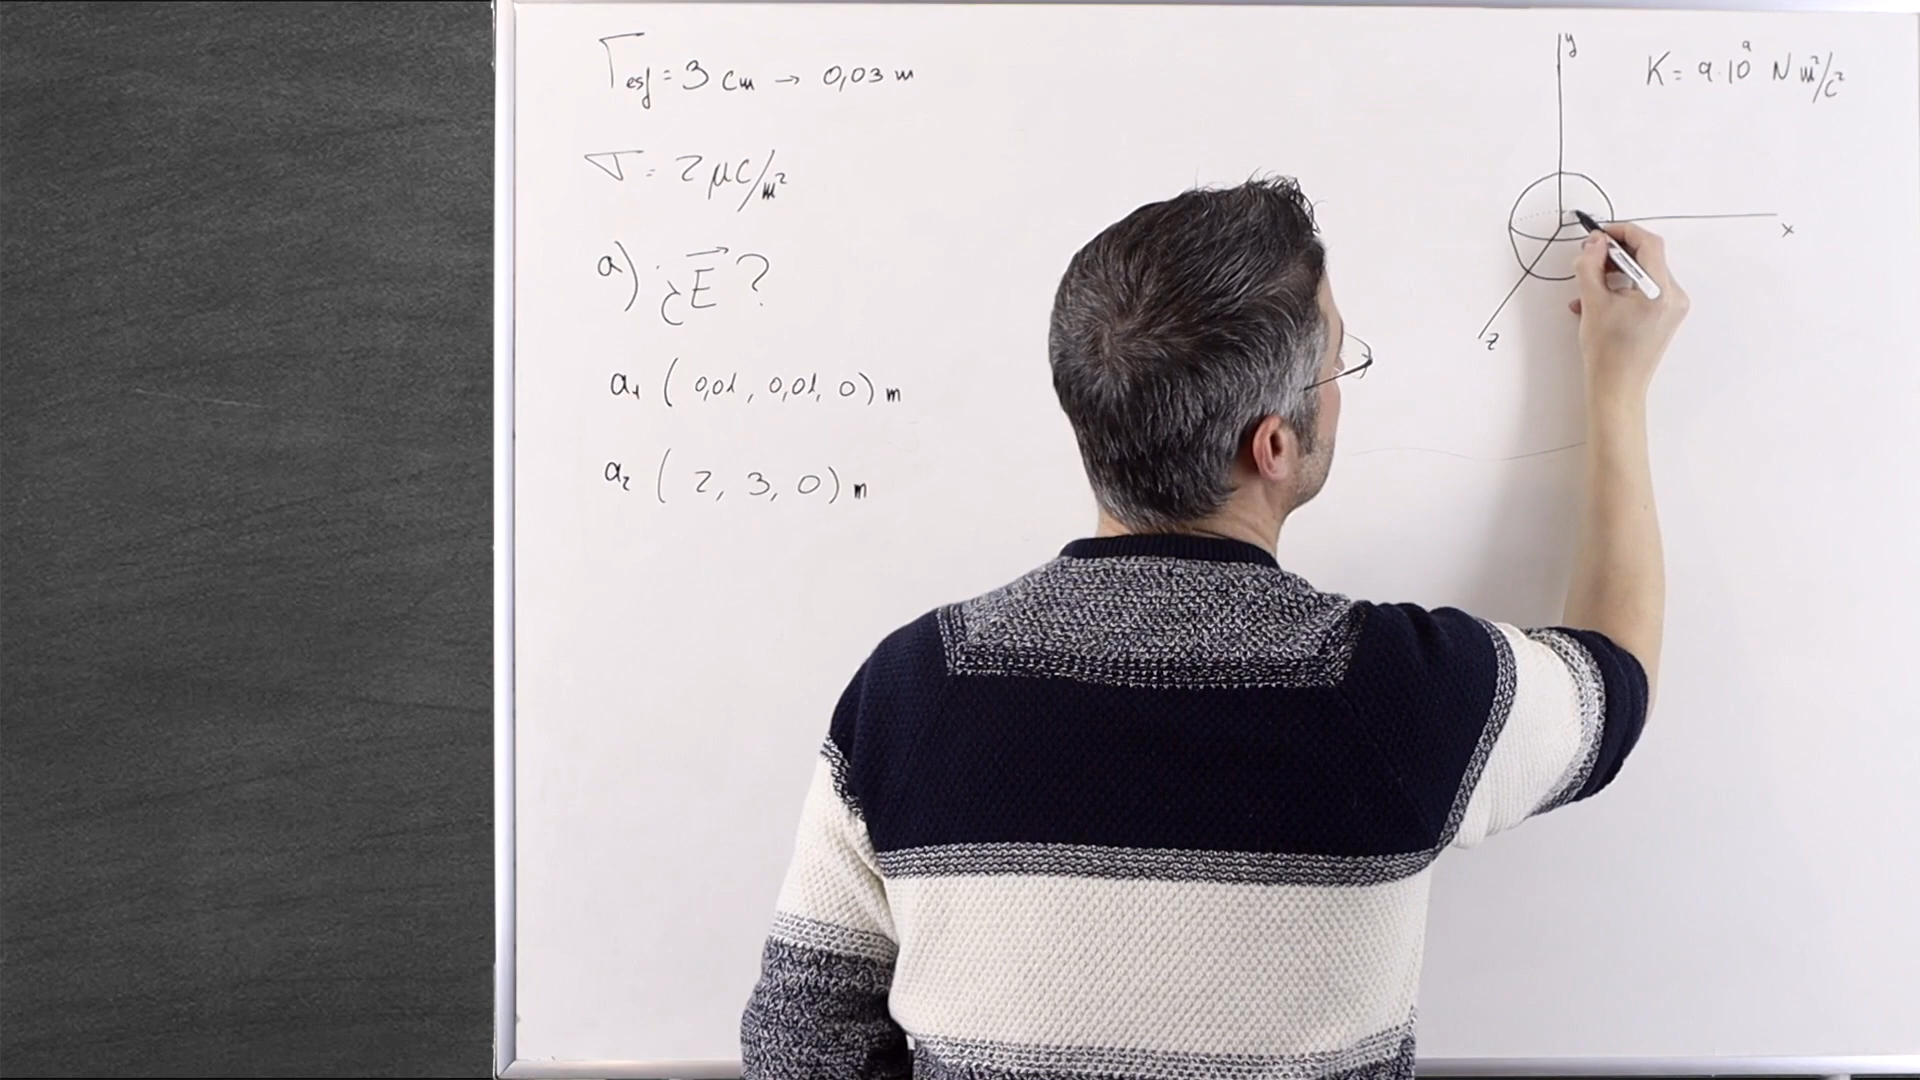 r esf = 3 cm → 0,03 m
σ = 2 μC/m²
a) ¿E⃗?
a₁ (0,01, 0,01, 0) m
a₂ (2, 3, 0) m
y
K = 9·10⁹ N m²/C²
x
z